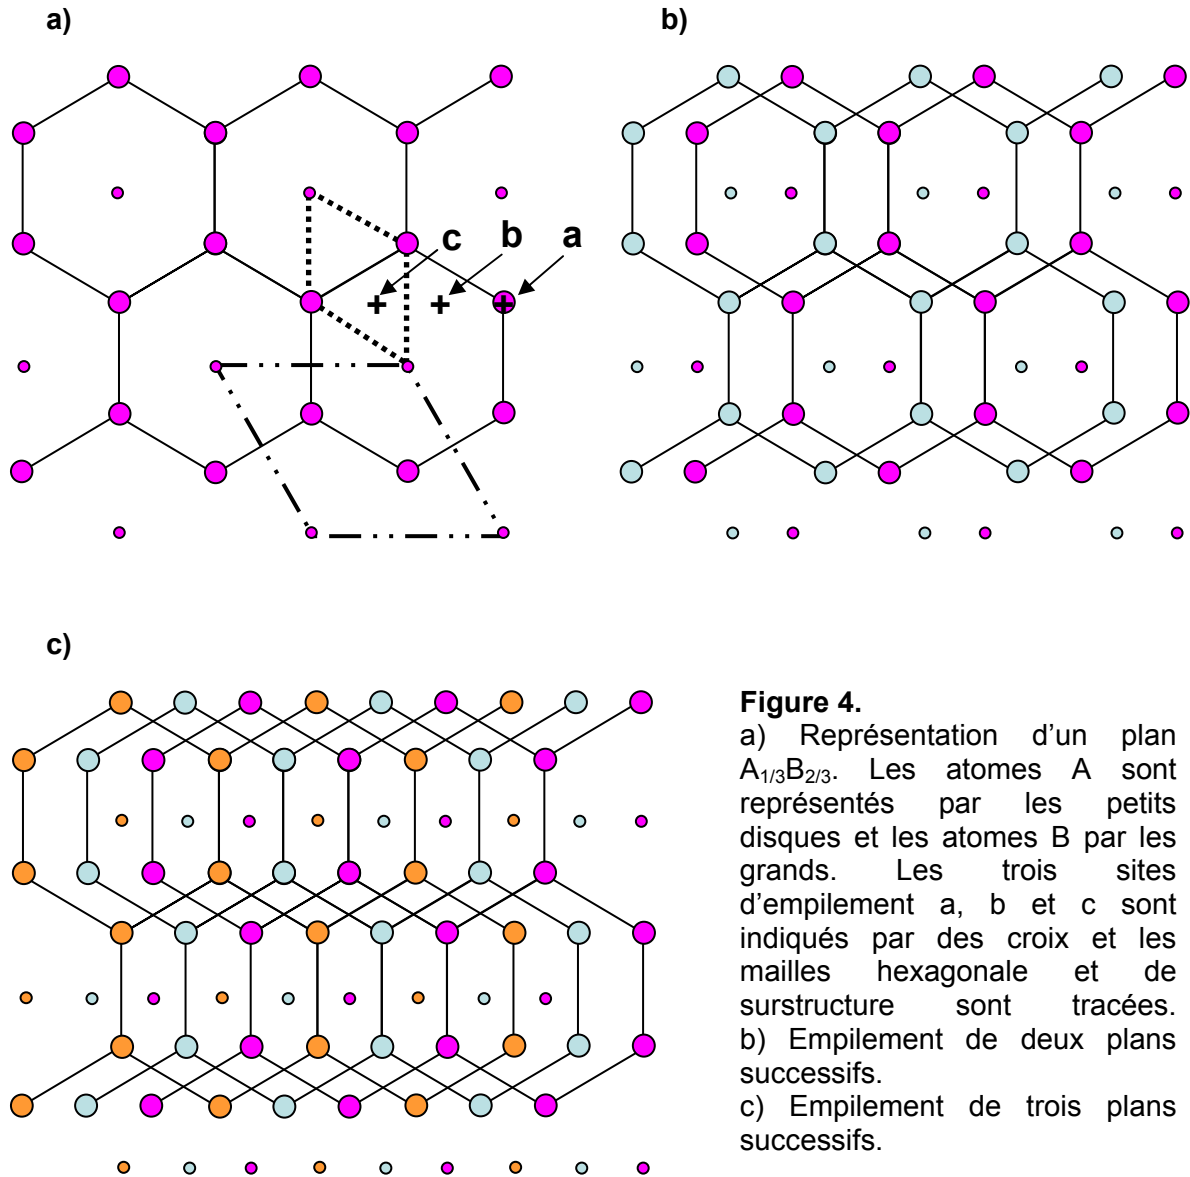 a)
b)
c
b
a
c)
Figure 4.
a) Représentation d'un plan
A1/3B2/3. Les atomes A sont
représentés par les petits
disques et les atomes B par les
grands. Les trois sites
d'empilement a, b et c sont
indiqués par des croix et les
mailles hexagonale et de
surstructure sont tracées.
b) Empilement de deux plans
successifs.
c) Empilement de trois plans
successifs.